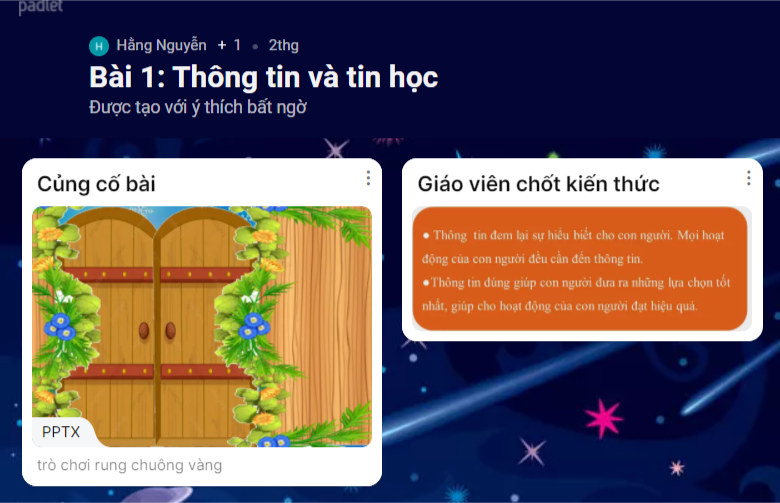 padlet
H Hằng Nguyễn + 1 • 2thg
Bài 1: Thông tin và tin học
Được tạo với ý thích bất ngờ
Củng cố bài
PPTX
trò chơi rung chuông vàng
Giáo viên chốt kiến thức
● Thông tin đem lại sự hiểu biết cho con người. Mọi hoạt
động của con người đều cần đến thông tin.
●Thông tin đúng giúp con người đưa ra những lựa chọn tốt
nhất, giúp cho hoạt động của con người đạt hiệu quả.